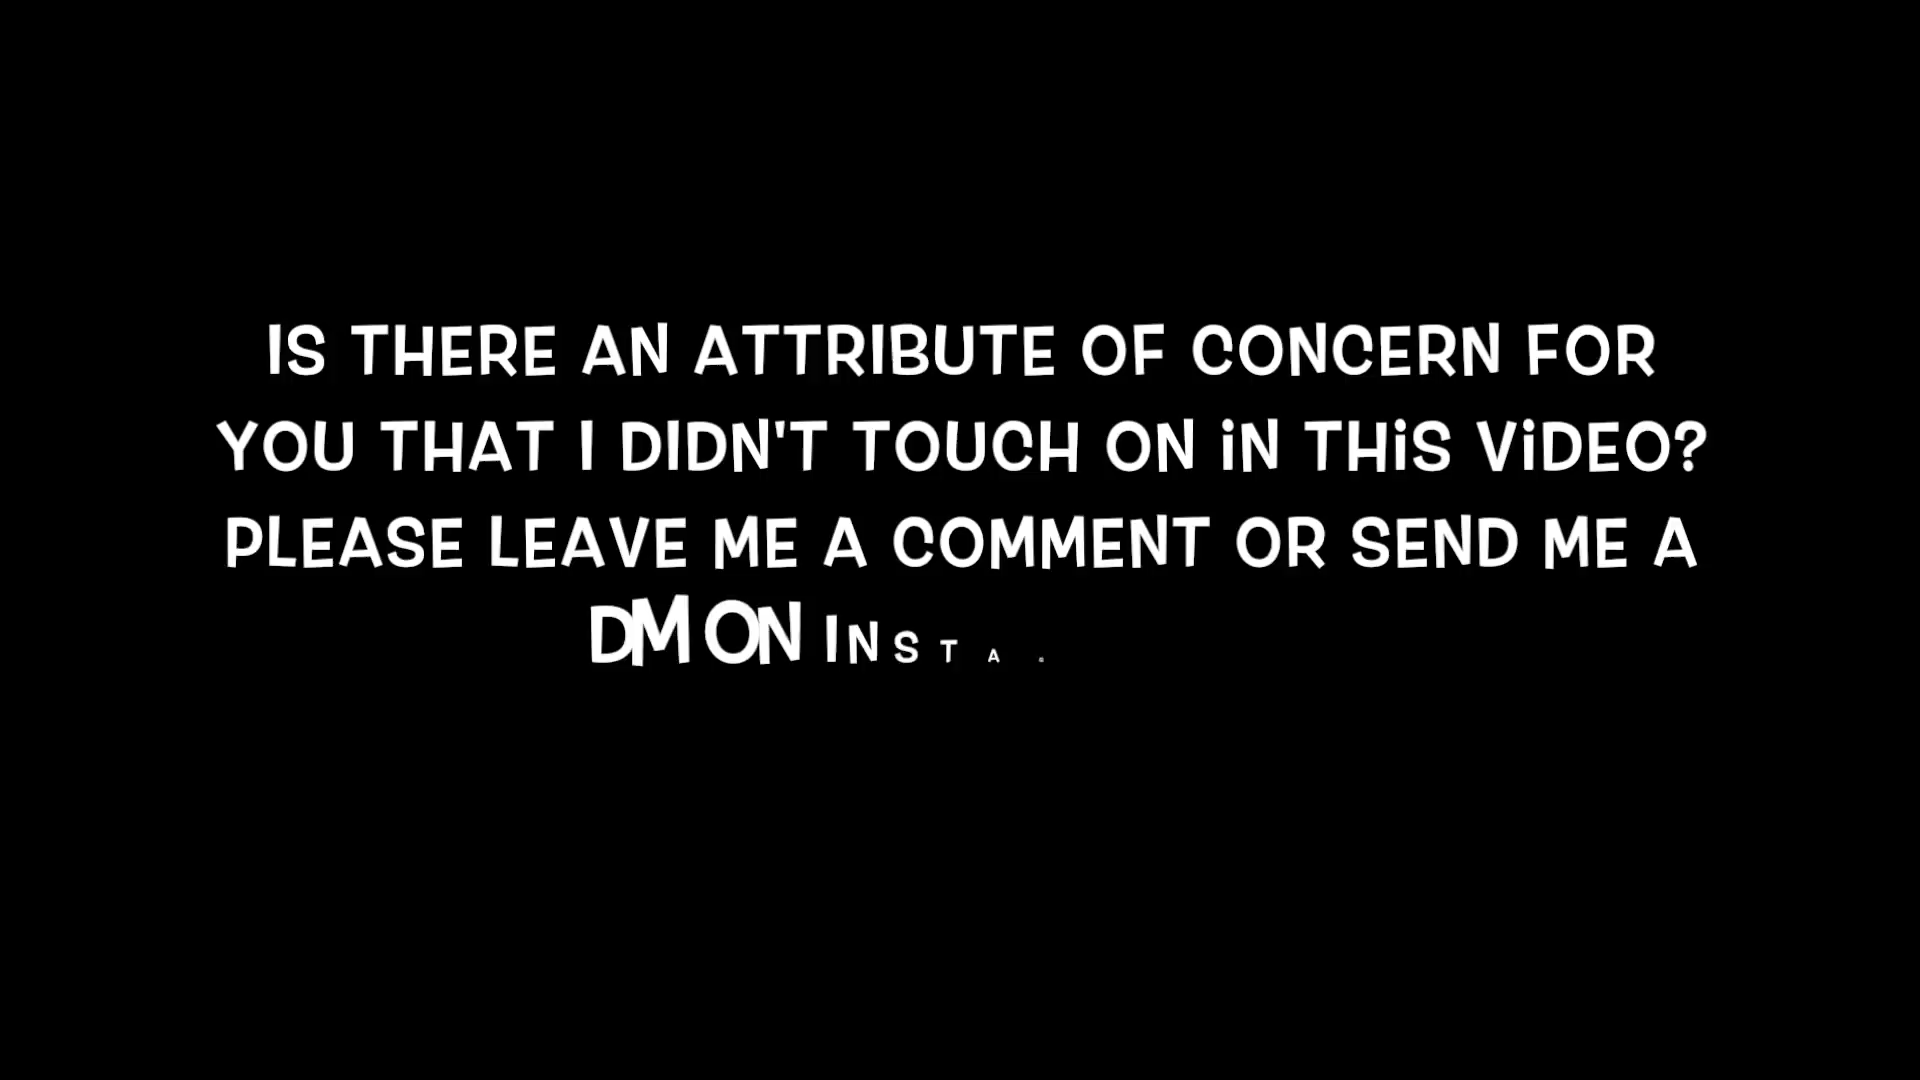 IS THERE AN ATTRIBUTE OF CONCERN FOR
YOU THAT I DIDN'T TOUCH ON iN THiS ViDEO?
PLEASE LEAVE ME A COMMENT OR SEND ME A
DM ON INSTA